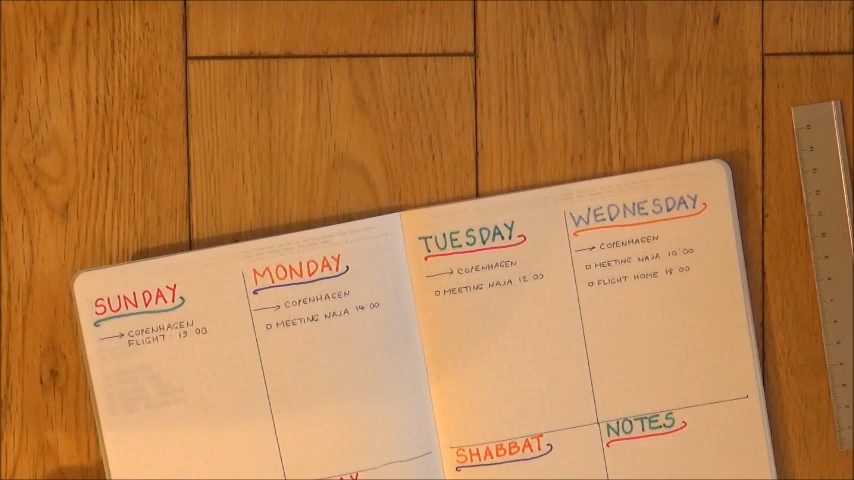 SUNDAY
→ COPENHAGEN
FLIGHT: 19:00
MONDAY
→ COPENHAGEN
MEETING NAJA 14:00
TUESDAY
→ COPENHAGEN
MEETING NAJA 12:00
WEDNESDAY
→ COPENHAGEN
MEETING NAJA 10:00
FLIGHT HOME 18:00
SHABBAT
NOTES